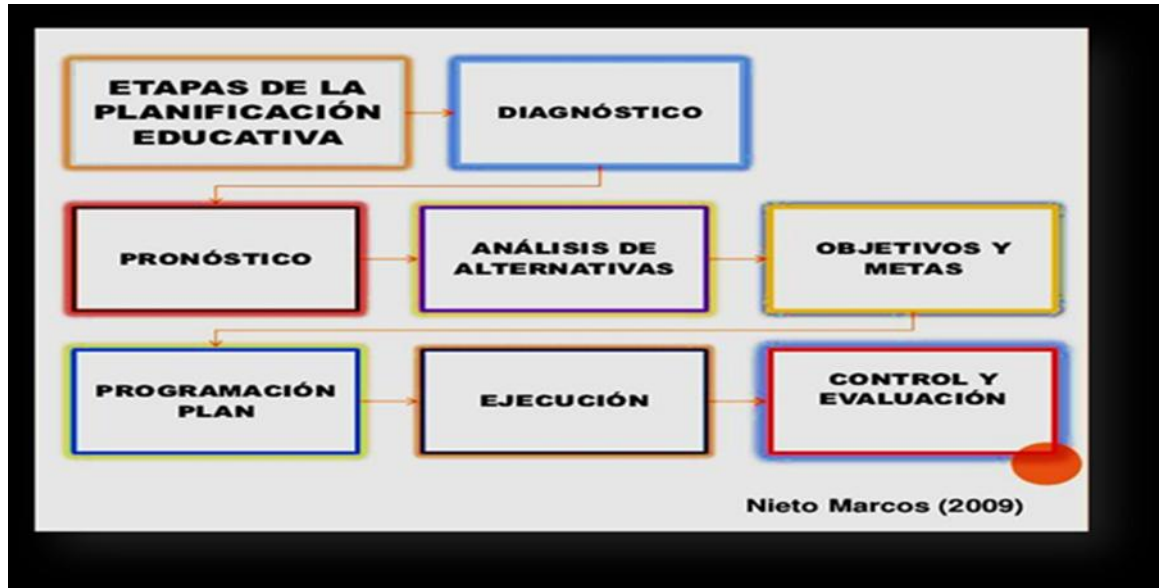 ETAPAS DE LA
PLANIFICACIÓN
EDUCATIVA
DIAGNÓSTICO
PRONÓSTICO
ANÁLISIS DE
ALTERNATIVAS
OBJETIVOS Y
METAS
PROGRAMACIÓN
PLAN
EJECUCIÓN
CONTROL Y
EVALUACIÓN
Nieto Marcos (2009)